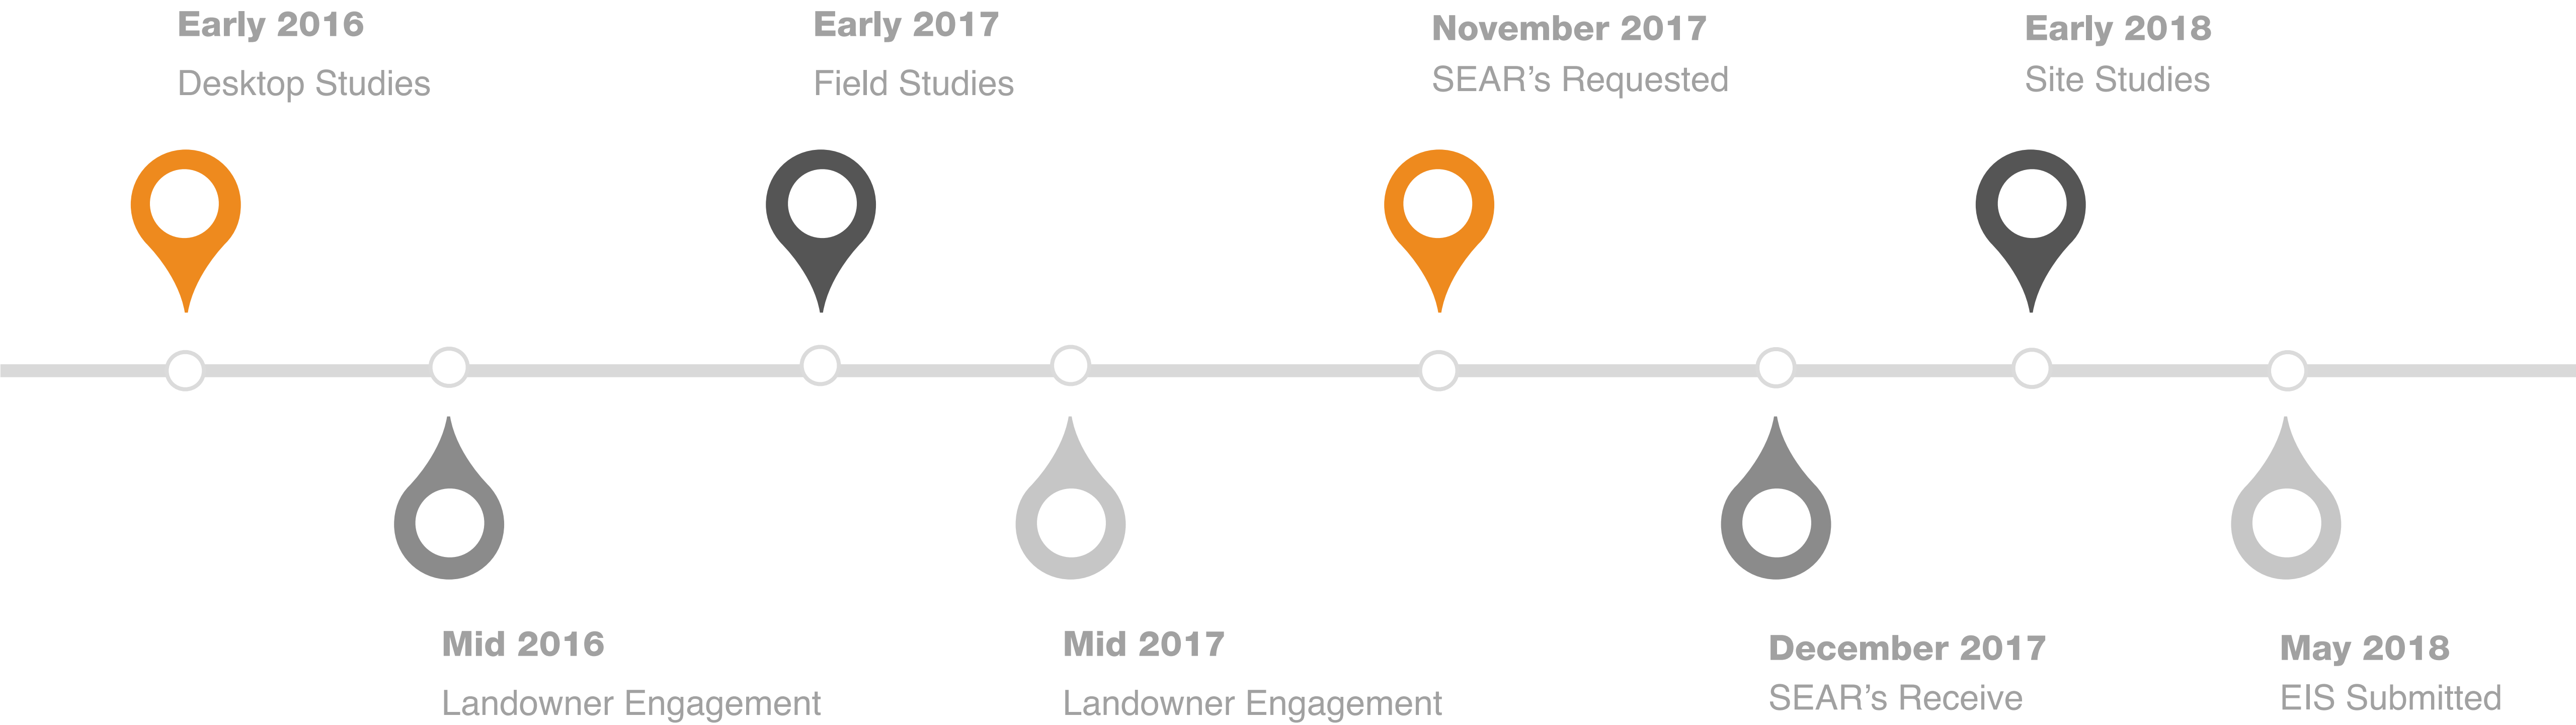 Early 2016
Desktop Studies
Mid 2016
Landowner Engagement
Early 2017
Field Studies
Mid 2017
Landowner Engagement
November 2017
SEAR’s Requested
December 2017
SEAR’s Receive
Early 2018
Site Studies
May 2018
EIS Submitted